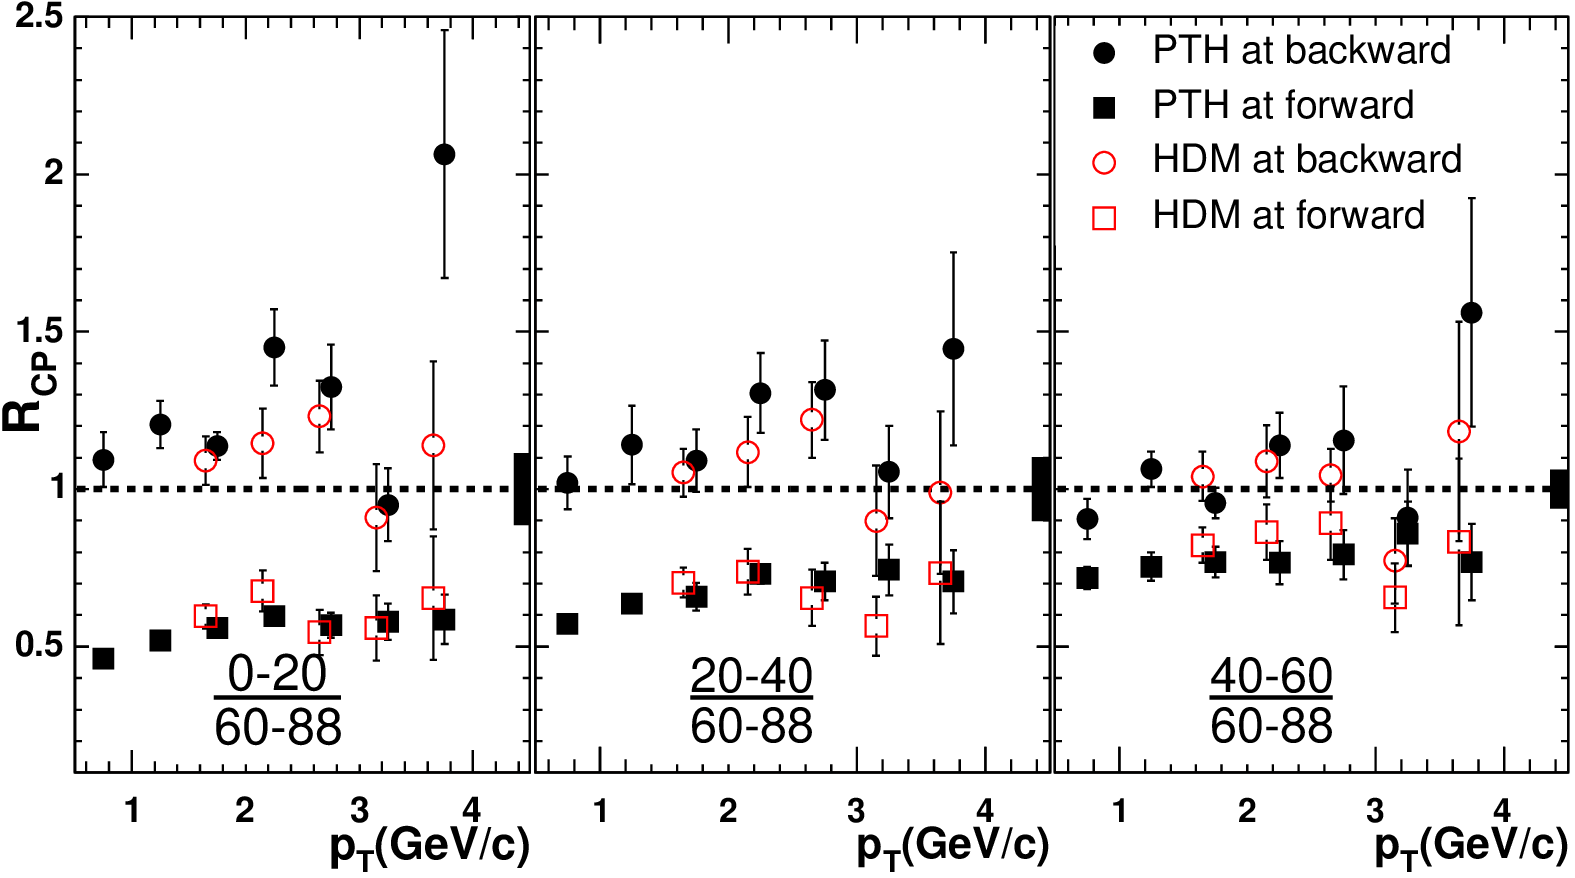 2.5
2
1.5
1
0.5
R_CP
PTH at backward
PTH at forward
HDM at backward
HDM at forward
0-20
60-88
20-40
60-88
40-60
60-88
1 2 3 4
1 2 3 4
1 2 3 4
p_T(GeV/c)
p_T(GeV/c)
p_T(GeV/c)